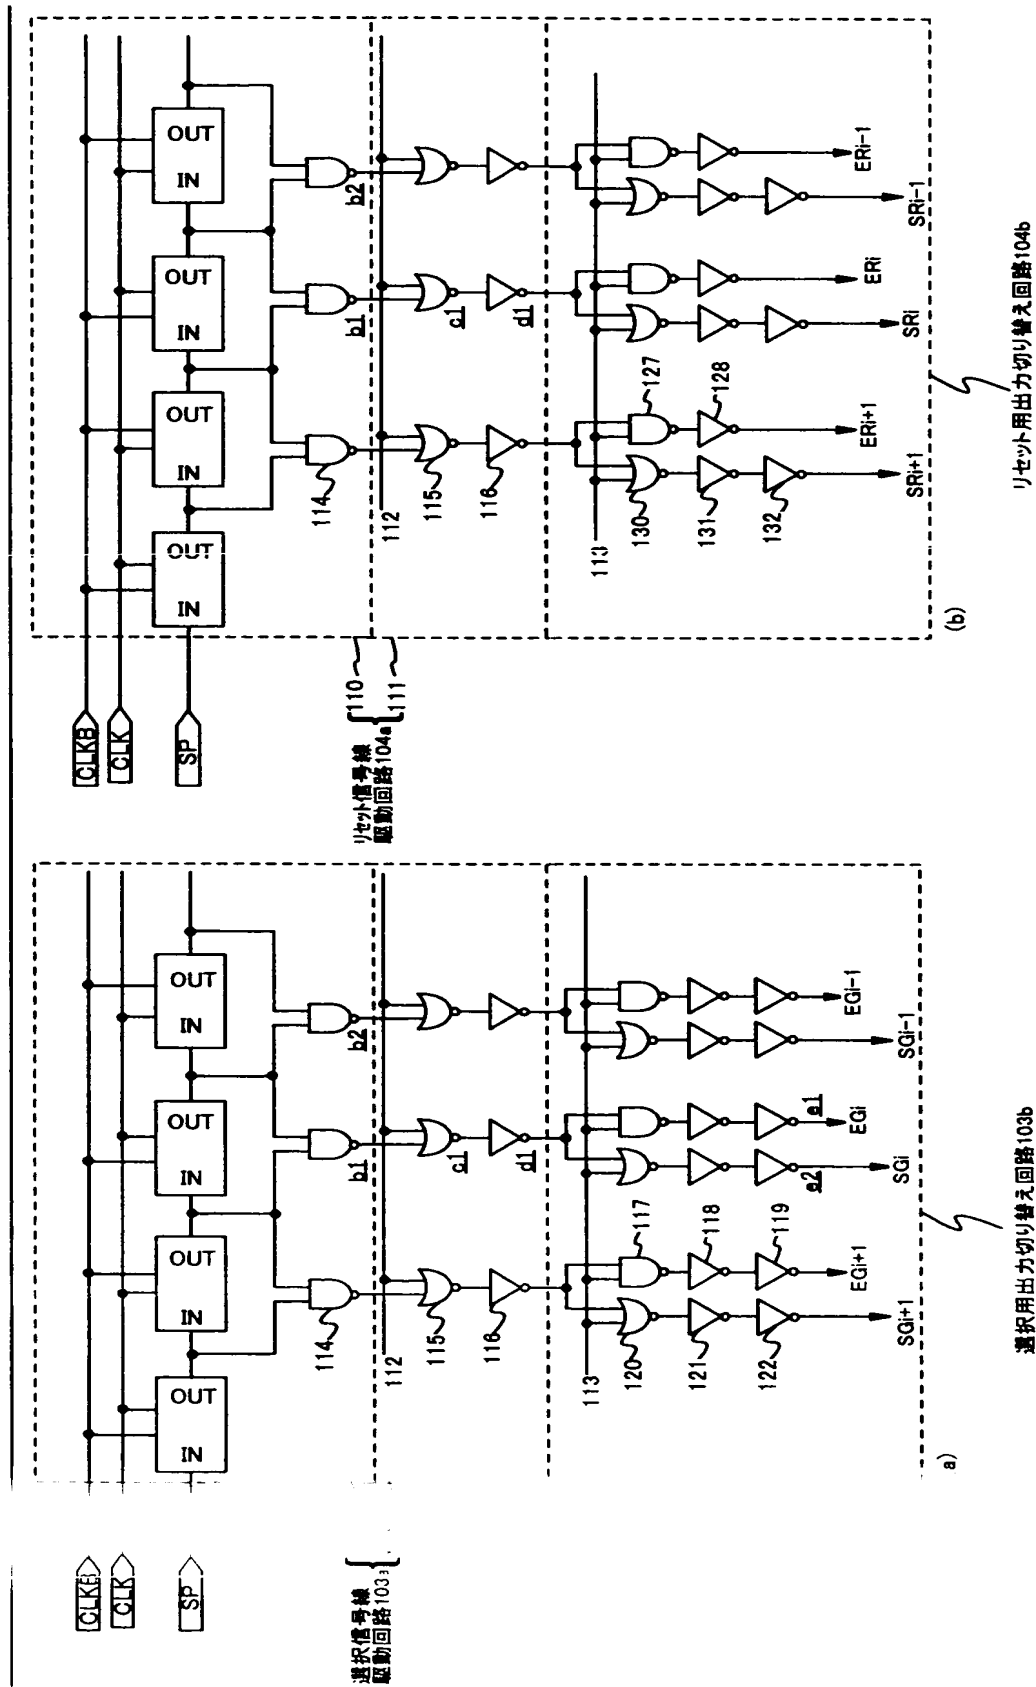 CLKB
CLK
SP
IN
OUT
IN
OUT
IN
OUT
IN
OUT
リセット信号線
駆動回路104a
110
111
114
b1
b2
112
115
c1
116
d1
113
130
127
131
128
132
SRi+1
ERi+1
SRi
ERi
SRi-1
ERi-1
(b)
リセット用出力切り替え回路104b
CLKB
CLK
SP
IN
OUT
IN
OUT
IN
OUT
IN
OUT
選択信号線
駆動回路103a
114
b1
b2
112
115
c1
116
d1
113
120
117
121
118
122
119
e2
e1
SGi+1
EGi+1
SGi
EGi
SGi-1
EGi-1
a)
選択用出力切り替え回路103b